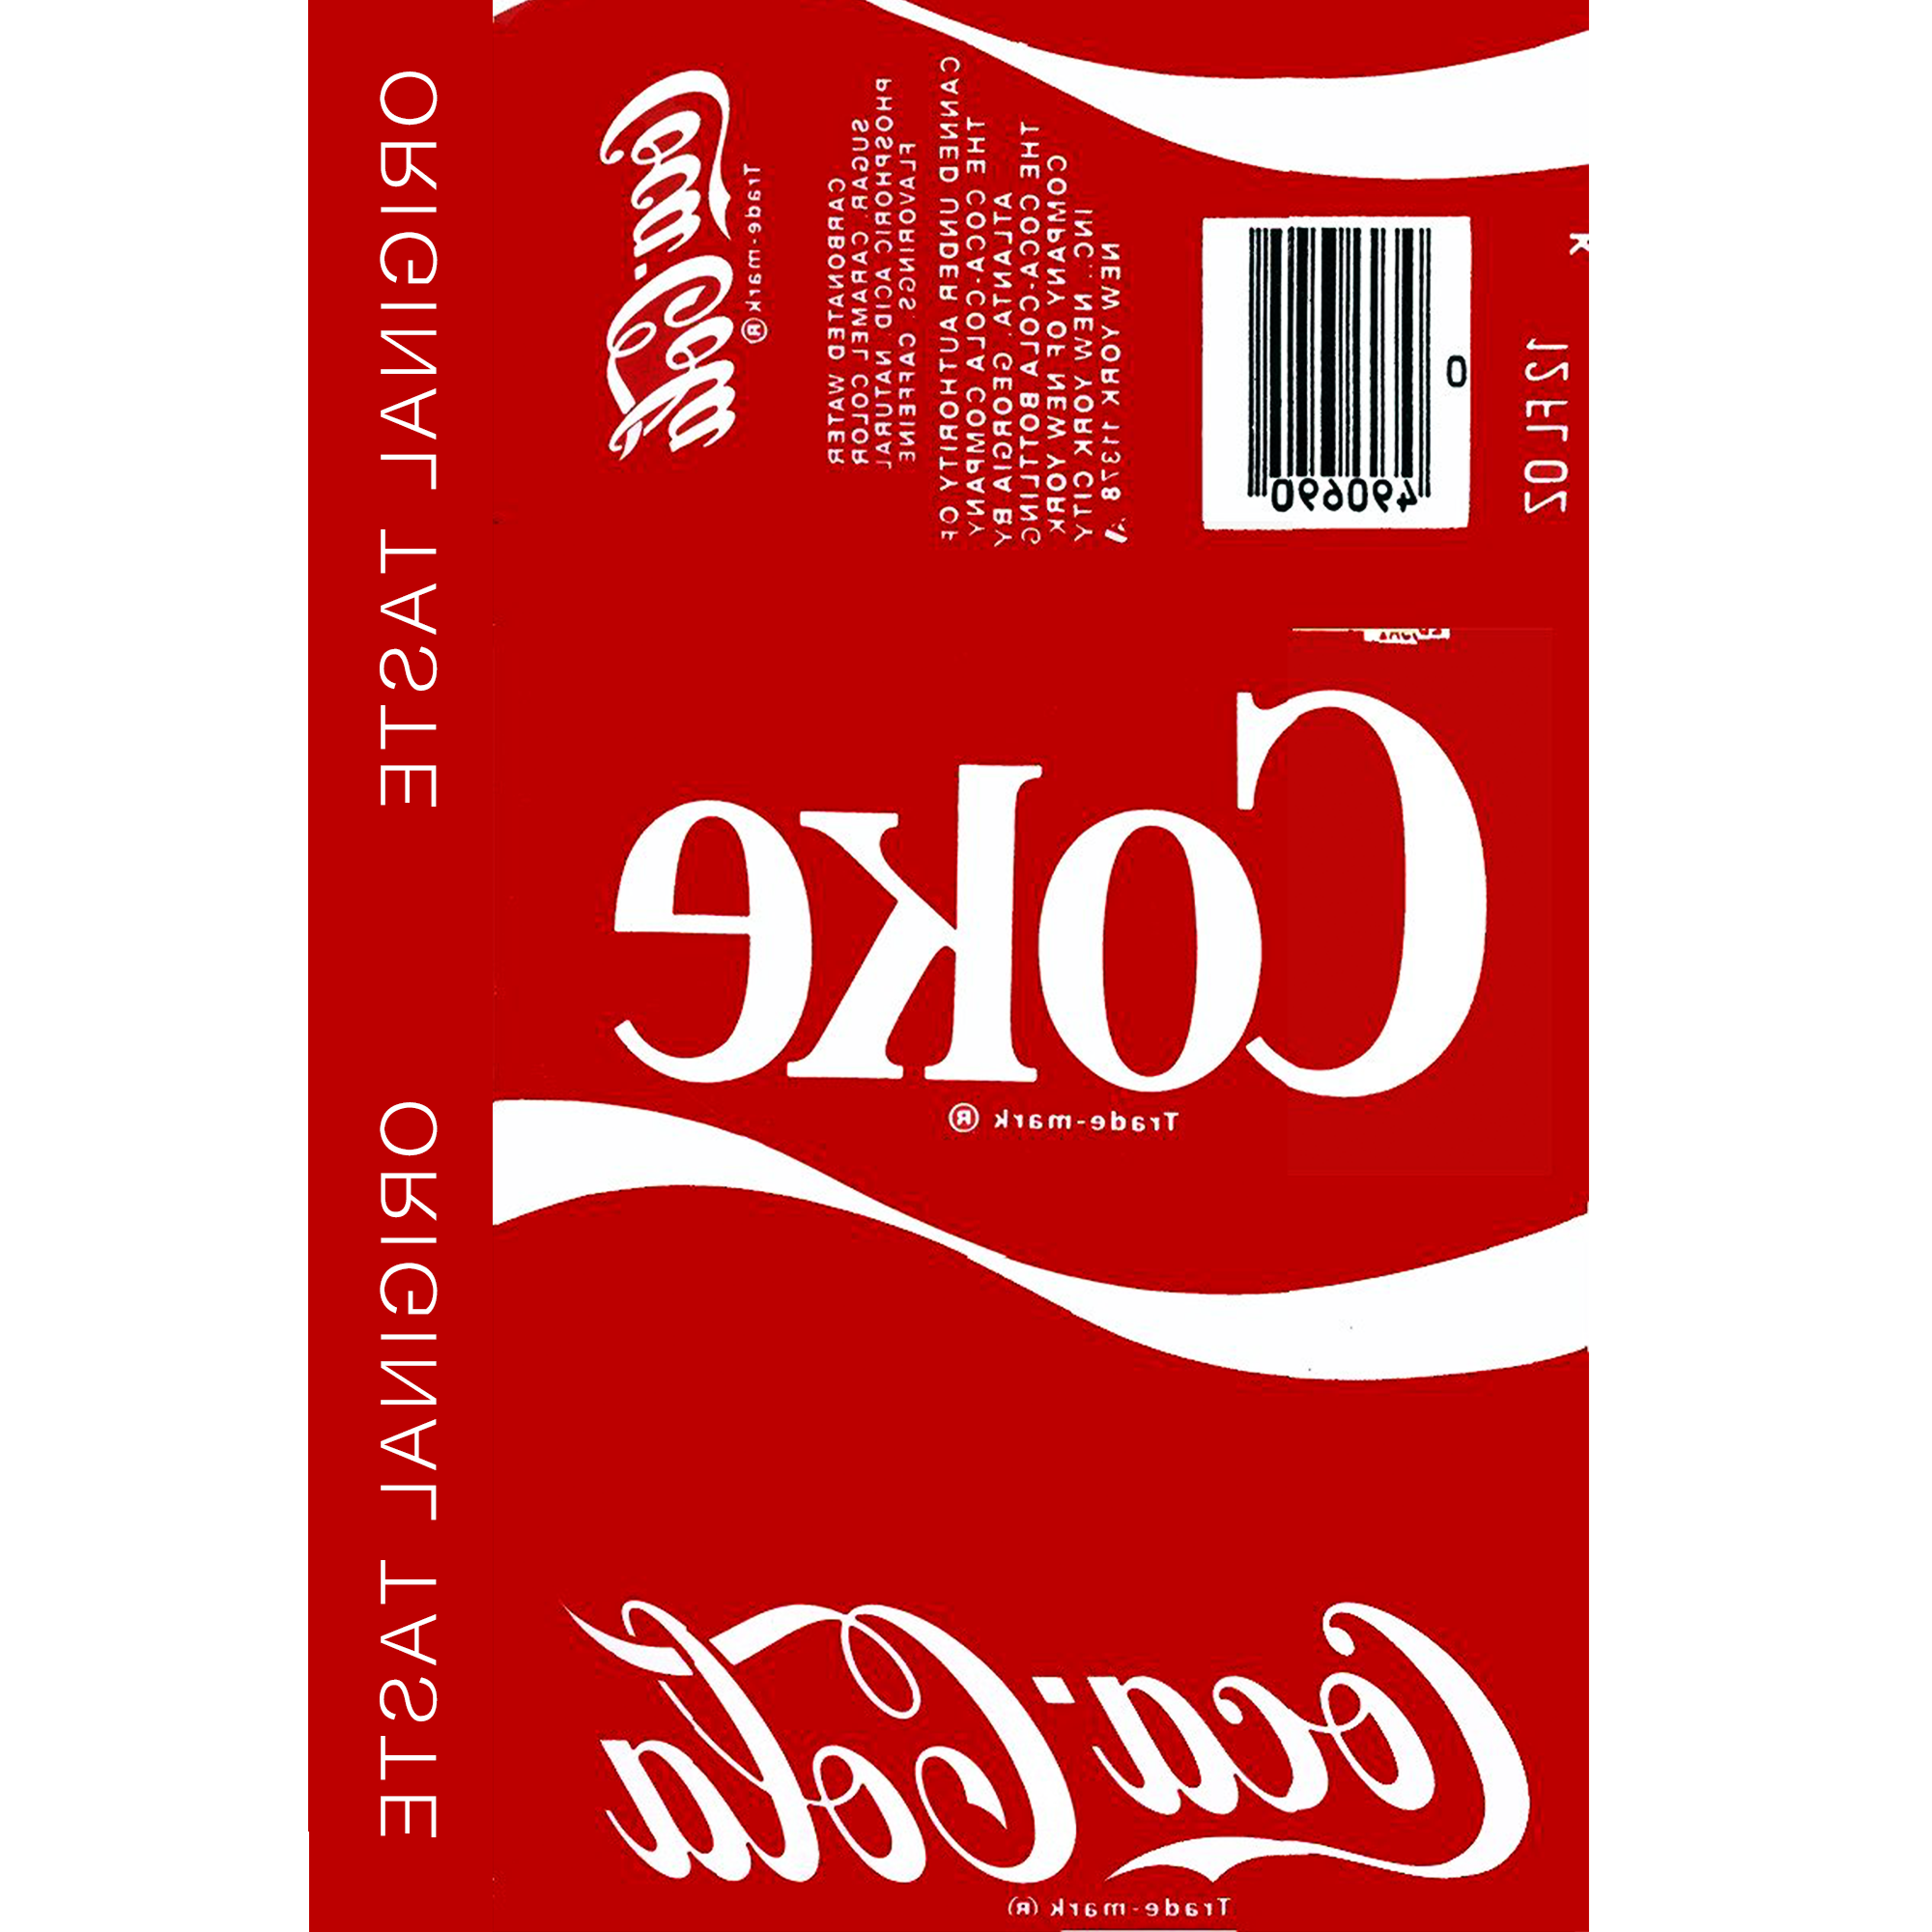 ORIGINAL TASTE
ORIGINAL TASTE
Coca-Cola
Trade-mark ®
CARBONATED WATER
SUGAR, CARAMEL COLOR
PHOSPHORIC ACID, NATURAL
FLAVORINGS, CAFFEINE
CANNED UNDER AUTHORITY OF
THE COCA-COLA COMPANY
ATLANTA, GEORGIA BY
THE COCA-COLA BOTTLING
COMPANY OF NEW YORK
INC., NEW YORK CITY
NEW YORK 11378
0
490690
12 FL OZ
Coke
Trade-mark ®
Coca-Cola
Trade-mark ®